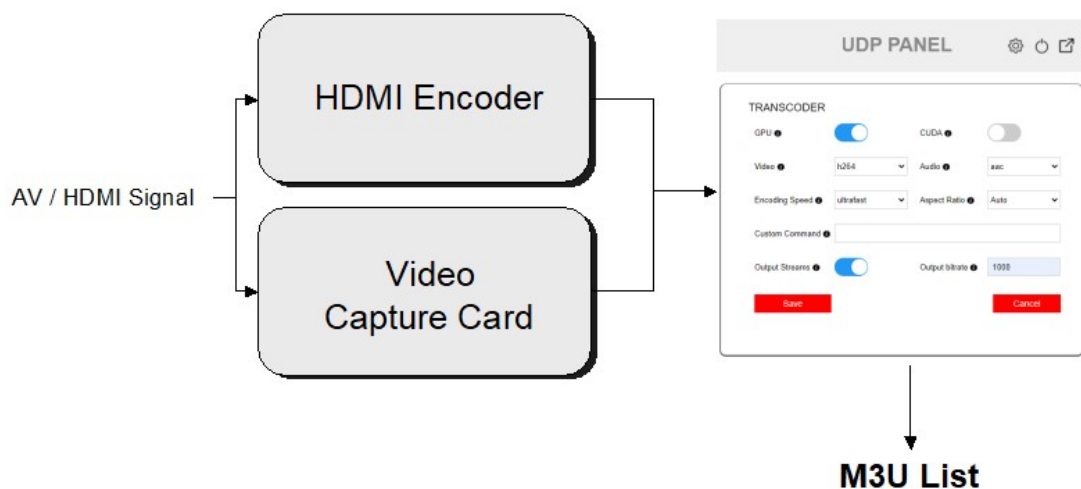 HDMI Encoder
AV / HDMI Signal
Video
Capture Card
UDP PANEL
TRANSCODER
GPU CUDA
Video h264 Audio aac
Encoding Speed ultrafast Aspect Ratio Auto
Custom Command
Output Streams Output bitrate 1000
Save Cancel
M3U List